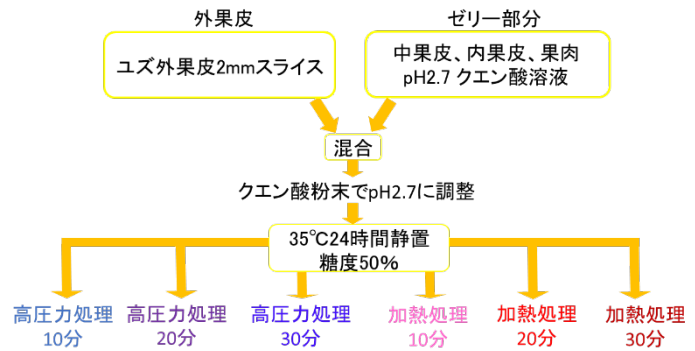 外果皮
ゼリー部分
ユズ外果皮2mmスライス
中果皮、内果皮、果肉
pH2.7 クエン酸溶液
混合
クエン酸粉末でpH2.7に調整
35℃24時間静置
糖度50%
高圧力処理
10分
高圧力処理
20分
高圧力処理
30分
加熱処理
10分
加熱処理
20分
加熱処理
30分